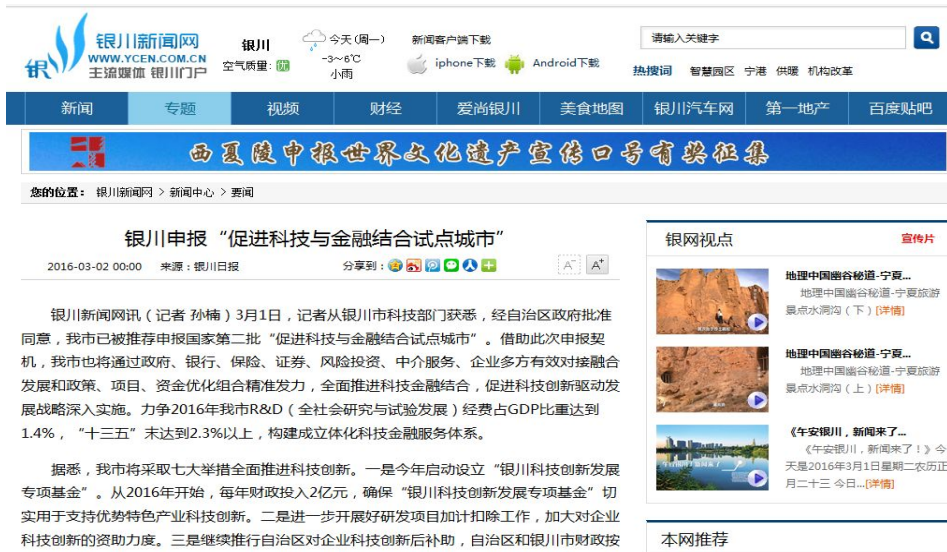 银川新闻网
WWW.YCEN.COM.CN
主流媒体 银川门户
银川
空气质量: 优
今天(周一)
-3~6℃
小雨
新闻客户端下载
iphone下载 Android下载
请输入关键字
热搜词 智慧园区 宁港 供暖 机构改革
新闻 专题 视频 财经 爱尚银川 美食地图 银川汽车网 第一地产 百度贴吧
西夏陵申报世界文化遗产宣传口号有奖征集
您的位置: 银川新闻网 > 新闻中心 > 要闻
银川申报“促进科技与金融结合试点城市”
2016-03-02 00:00 来源:银川日报 分享到: A- A+
银川新闻网讯(记者 孙楠)3月1日,记者从银川市科技部门获悉,经自治区政府批准
同意,我市已被推荐申报国家第二批“促进科技与金融结合试点城市”。借助此次申报契
机,我市也将通过政府、银行、保险、证券、风险投资、中介服务、企业多方有效对接融合
发展和政策、项目、资金优化组合精准发力,全面推进科技金融结合,促进科技创新驱动发
展战略深入实施。力争2016年我市R&D(全社会研究与试验发展)经费占GDP比重达到
1.4%,“十三五”末达到2.3%以上,构建成立体化科技金融服务体系。
据悉,我市将采取七大举措全面推进科技创新。一是今年启动设立“银川科技创新发展
专项基金”。从2016年开始,每年财政投入2亿元,确保“银川科技创新发展专项基金”切
实用于支持优势特色产业科技创新。二是进一步开展好研发项目加计扣除工作,加大对企业
科技创新的资助力度。三是继续推行自治区对企业科技创新后补助,自治区和银川市财政按
银网视点 宣传片
地理中国幽谷秘道-宁夏...
地理中国幽谷秘道-宁夏旅游
景点水洞沟(下)[详情]
地理中国幽谷秘道-宁夏...
地理中国幽谷秘道-宁夏旅游
景点水洞沟(上)[详情]
《午安银川,新闻来了...
《午安银川,新闻来了!》今
天是2016年3月1日星期二农历正
月二十三 今日...[详情]
本网推荐